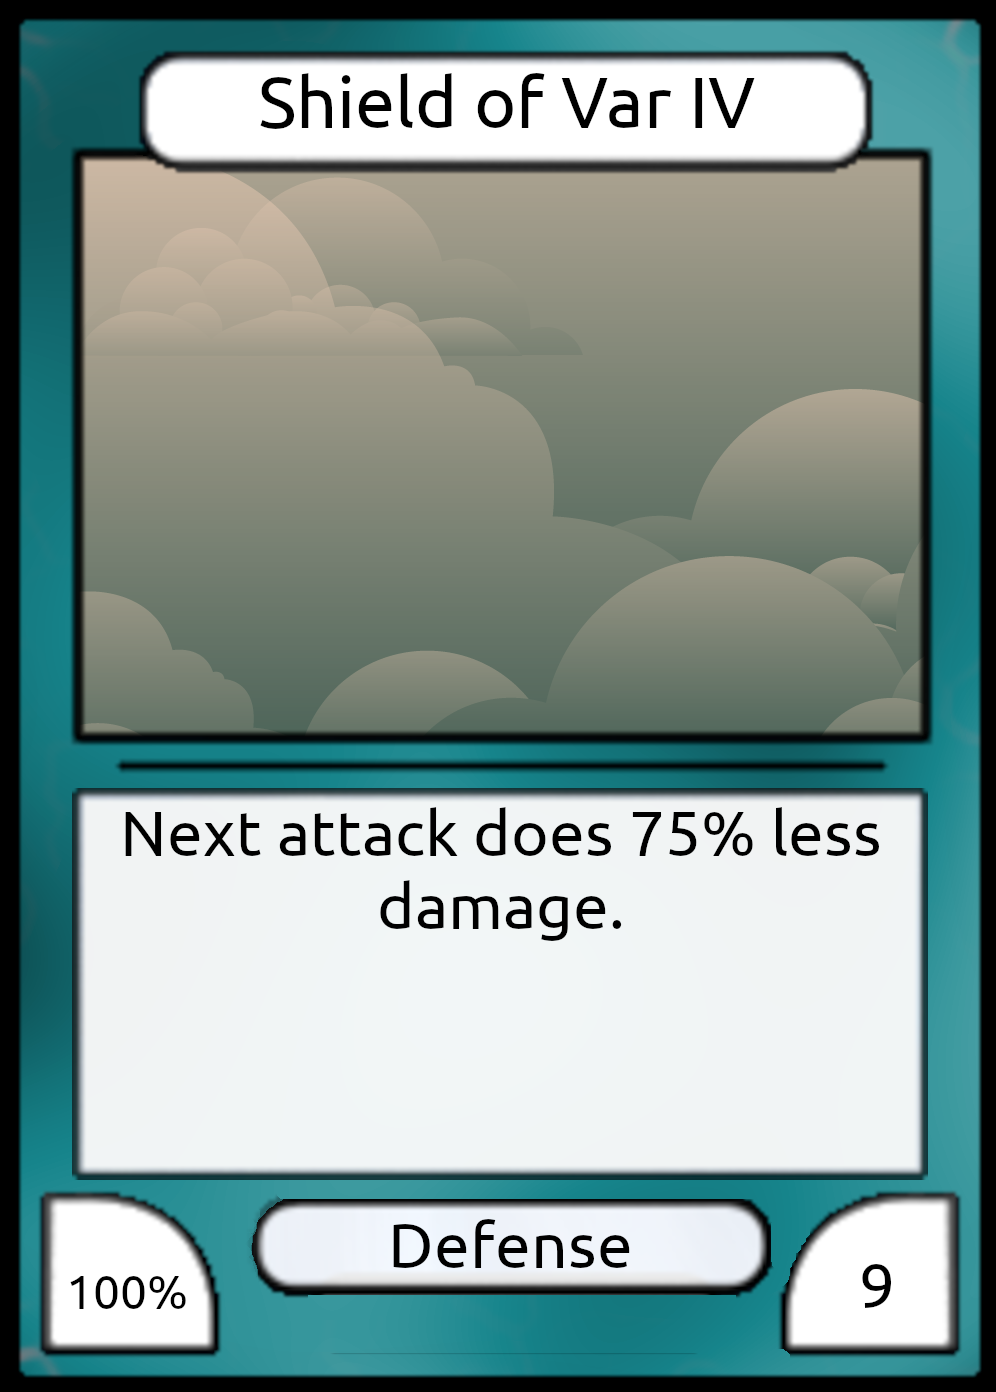 Shield of Var IV
Next attack does 75% less
damage.
100%
Defense
9